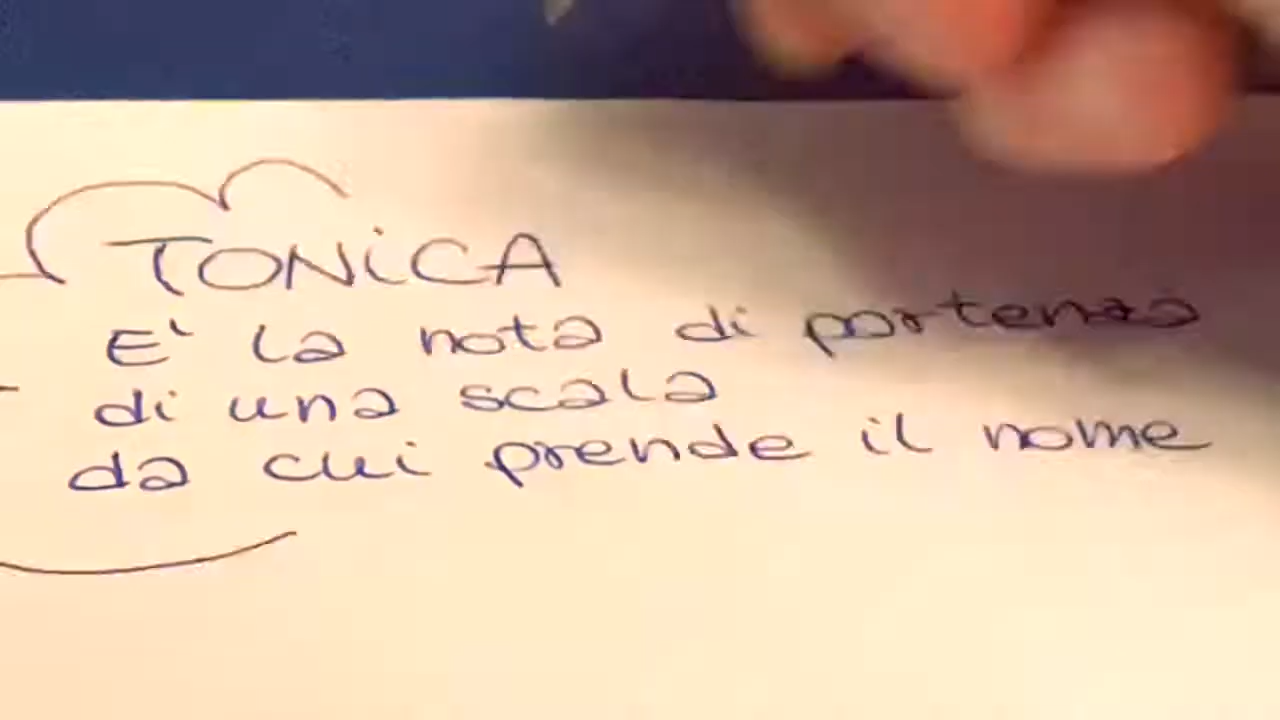 TONiCA
E' la nota di partenza
di una scala
da cui prende il nome